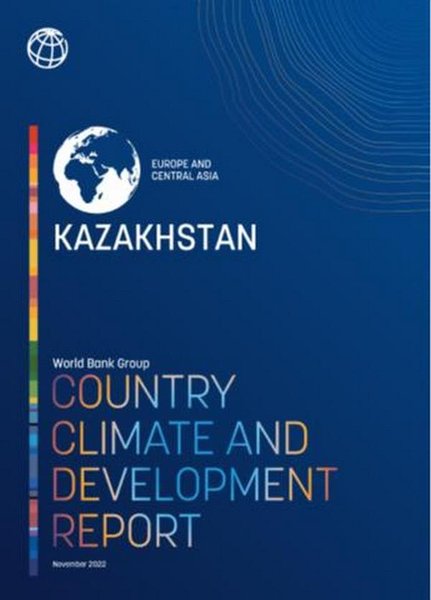 EUROPE AND
CENTRAL ASIA
KAZAKHSTAN
World Bank Group
COUNTRY
CLIMATE AND
DEVELOPMENT
REPORT
November 2022